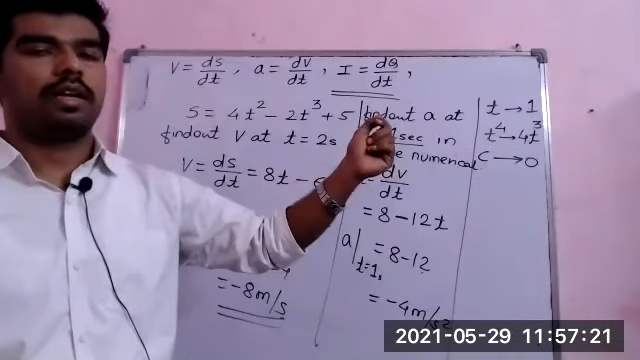 V = ds/dt , a = dv/dt , I = dQ/dt ,
S = 4t² - 2t³ + 5
findout V at t = 2s
V = ds/dt = 8t -
= -8m/s
findout a at
1sec in
numerical
dv/dt
= 8 - 12t
a|t=1s = 8 - 12
= -4m/s²
t → 1
t⁴ → 4t³
C → 0
2021-05-29 11:57:21